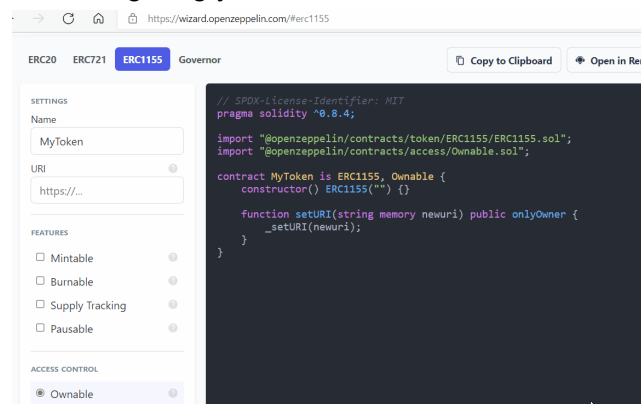 https://wizard.openzeppelin.com/#erc1155
ERC20 ERC721 ERC1155 Governor
Copy to Clipboard
Open in Re
SETTINGS
Name
MyToken
URI
https://...
FEATURES
Mintable
Burnable
Supply Tracking
Pausable
ACCESS CONTROL
Ownable
// SPDX-License-Identifier: MIT
pragma solidity ^0.8.4;
import "@openzeppelin/contracts/token/ERC1155/ERC1155.sol";
import "@openzeppelin/contracts/access/Ownable.sol";
contract MyToken is ERC1155, Ownable {
constructor() ERC1155("") {}
function setURI(string memory newuri) public onlyOwner {
_setURI(newuri);
}
}